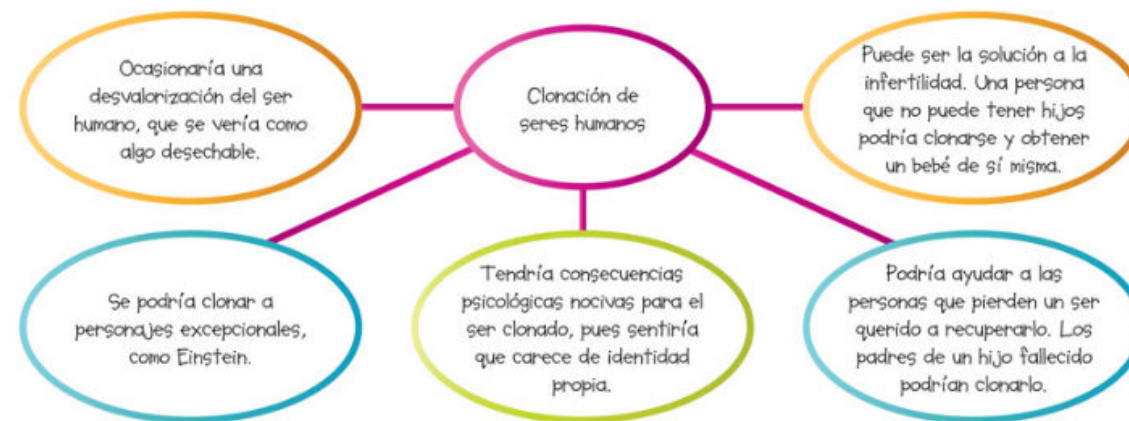 Ocasionaría una
desvalorización del ser
humano, que se vería como
algo desechable.
Clonación de
seres humanos
Puede ser la solución a la
infertilidad. Una persona
que no puede tener hijos
podría clonarse y obtener
un bebé de sí misma.
Se podría clonar a
personajes excepcionales,
como Einstein.
Tendría consecuencias
psicológicas nocivas para el
ser clonado, pues sentiría
que carece de identidad
propia.
Podría ayudar a las
personas que pierden un ser
querido a recuperarlo. Los
padres de un hijo fallecido
podrían clonarlo.